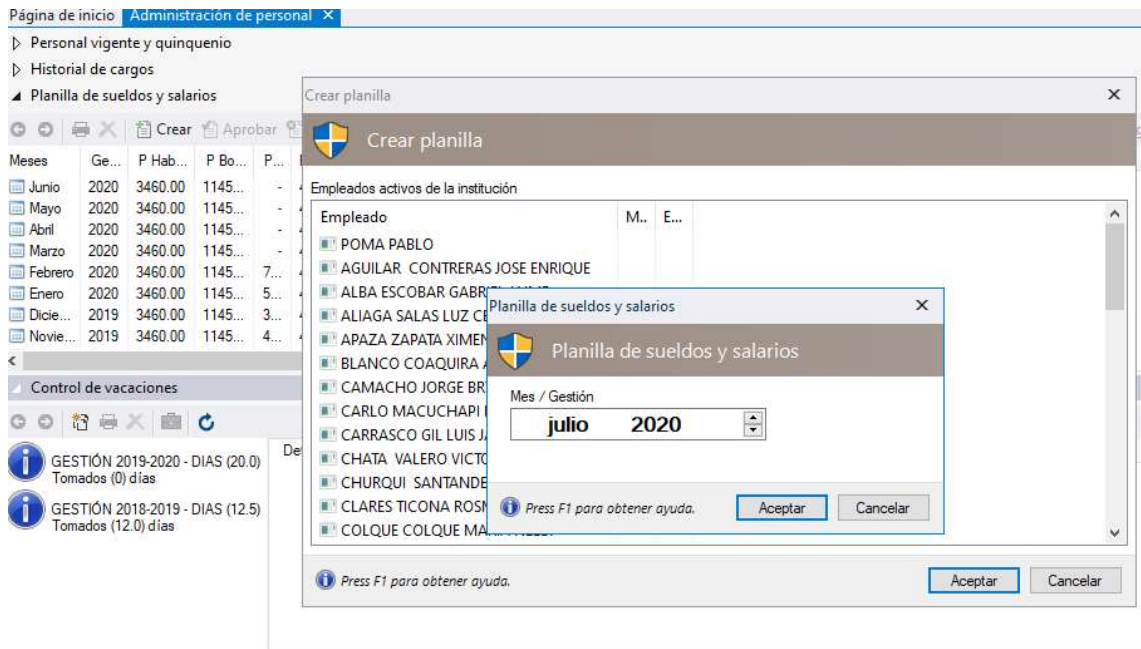 Página de inicio Administración de personal X
Personal vigente y quinquenio
Historial de cargos
Planilla de sueldos y salarios
Crear planilla
Crear Aprobar
Crear planilla
Meses Ge... P Hab... P Bo... P...
Empleados activos de la institución
Junio 2020 3460.00 1145... -
Mayo 2020 3460.00 1145... -
Abril 2020 3460.00 1145... -
Marzo 2020 3460.00 1145... -
Febrero 2020 3460.00 1145... 7...
Enero 2020 3460.00 1145... 5...
Dicie... 2019 3460.00 1145... 3...
Novie... 2019 3460.00 1145... 4...
Empleado M.. E...
POMA PABLO
AGUILAR CONTRERAS JOSE ENRIQUE
ALBA ESCOBAR
ALIAGA SALAS LUZ
APAZA ZAPATA
BLANCO COAQUIRA
CAMACHO JORGE
CARLO MACUCHAPI
CARRASCO GIL LUIS
CHATA VALERO
CHURQUI
CLARES TICONA
COLQUE COLQUE
Planilla de sueldos y salarios
Planilla de sueldos y salarios
Mes / Gestión
julio 2020
Press F1 para obtener ayuda.
Aceptar Cancelar
Press F1 para obtener ayuda.
Aceptar Cancelar
Control de vacaciones
GESTIÓN 2019-2020 - DIAS (20.0)
Tomados (0) días
GESTIÓN 2018-2019 - DIAS (12.5)
Tomados (12.0) días